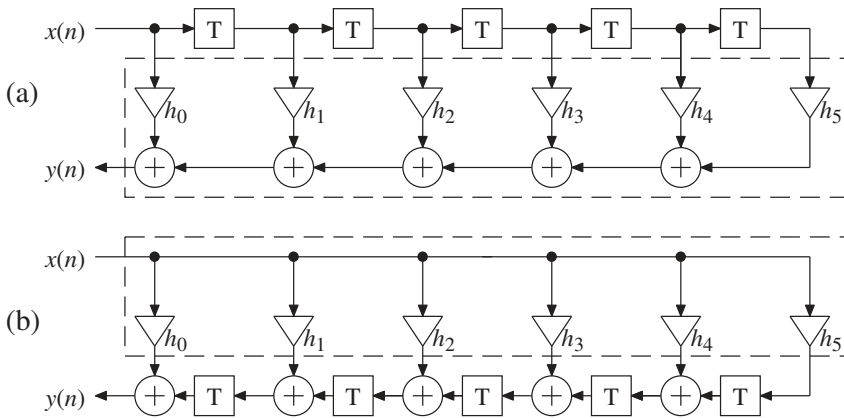 x(n) T T T T T
(a)
h₀ h₁ h₂ h₃ h₄ h₅
y(n) + + + + +
x(n)
(b)
h₀ h₁ h₂ h₃ h₄ h₅
y(n) + T + T + T + T + T